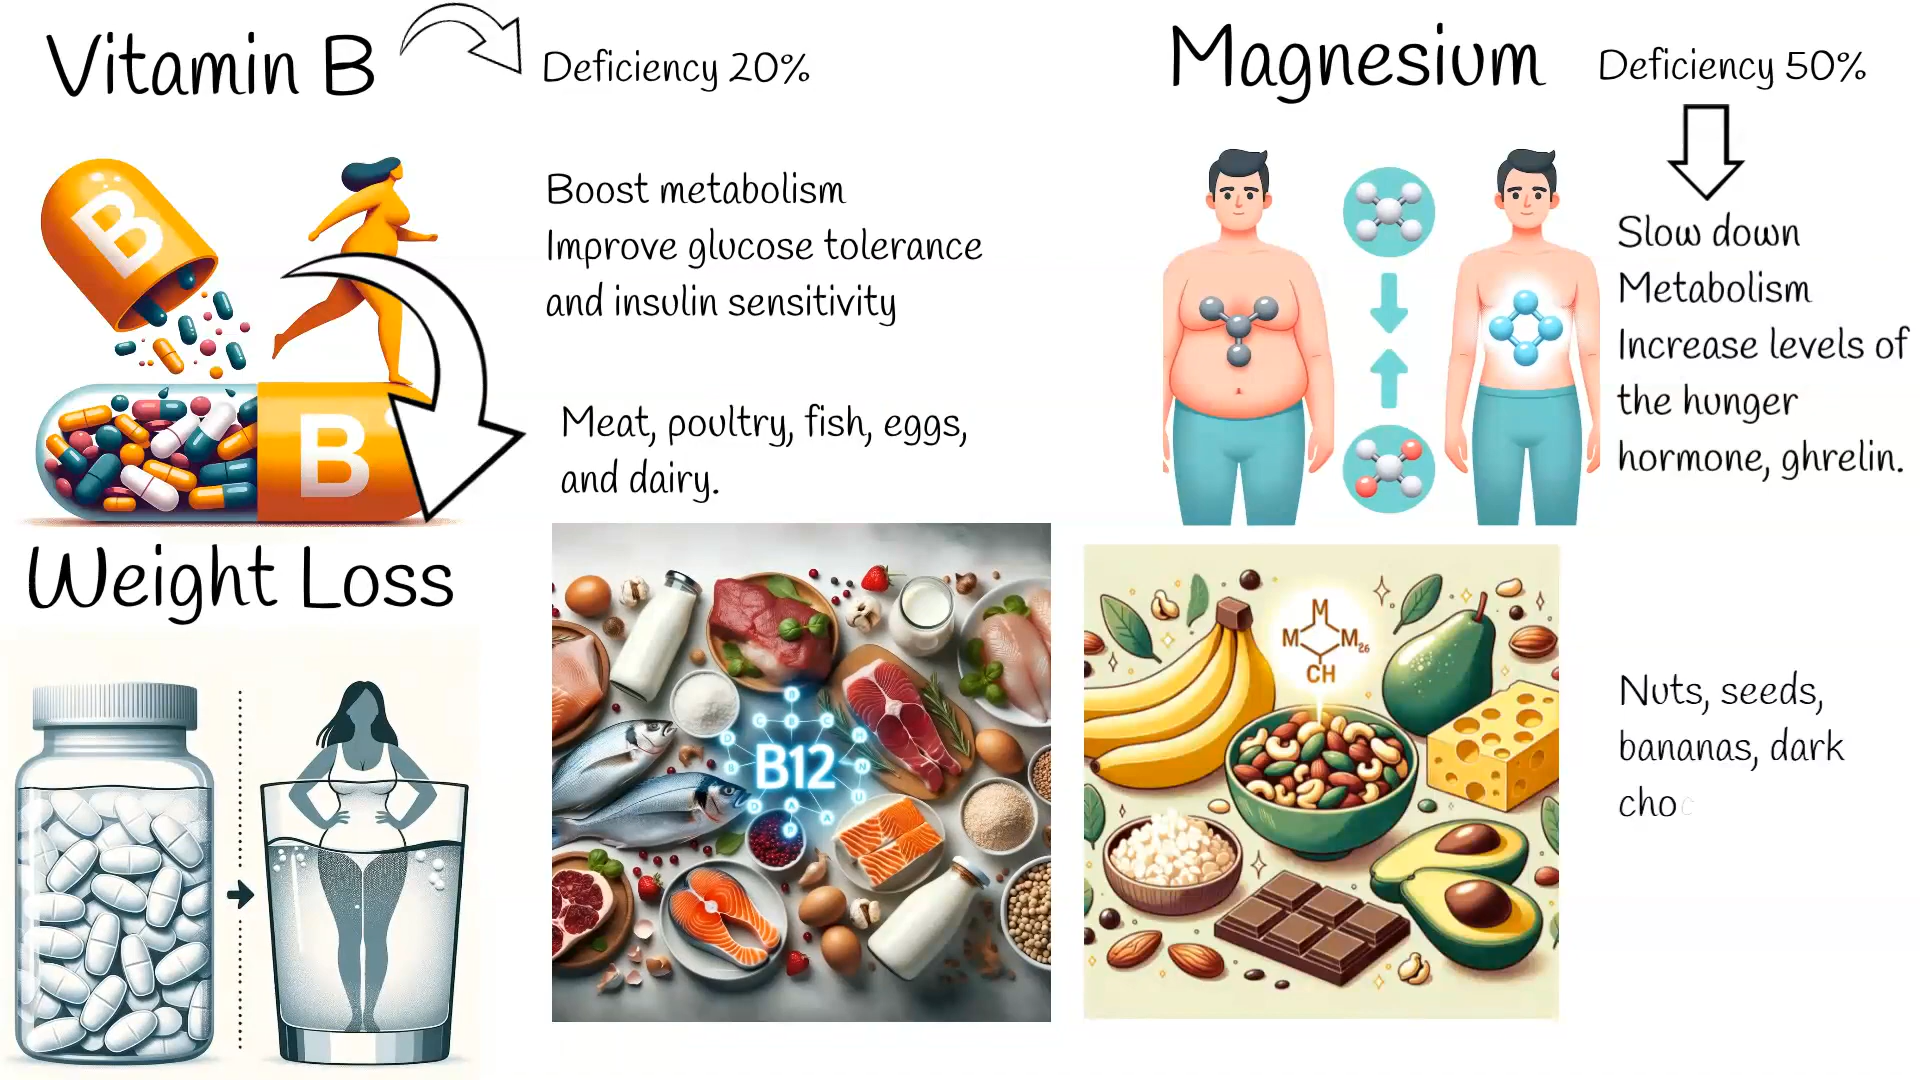 Vitamin B
Deficiency 20%
Boost metabolism
Improve glucose tolerance
and insulin sensitivity
B
B
Meat, poultry, fish, eggs,
and dairy.
Weight Loss
B12
Magnesium
Deficiency 50%
Slow down
Metabolism
Increase levels of
the hunger
hormone, ghrelin.
M
M M26
CH
Nuts, seeds,
bananas, dark
choc